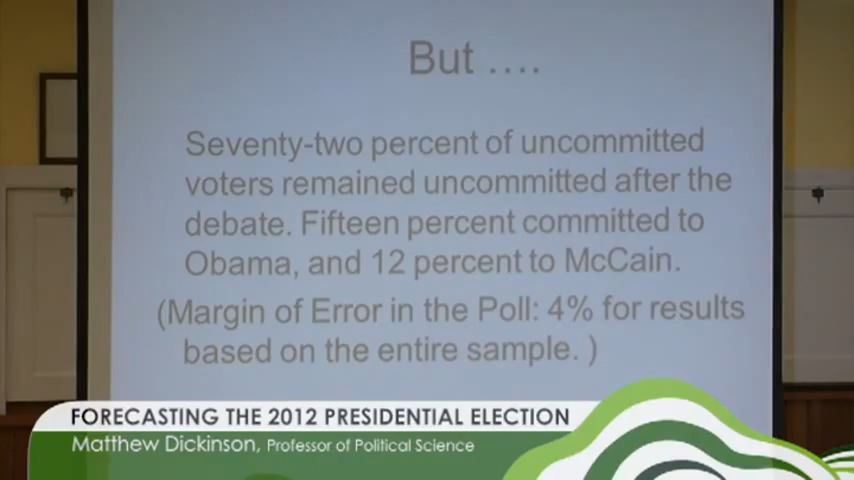 But ....
Seventy-two percent of uncommitted
voters remained uncommitted after the
debate. Fifteen percent committed to
Obama, and 12 percent to McCain.
(Margin of Error in the Poll: 4% for results
based on the entire sample. )
FORECASTING THE 2012 PRESIDENTIAL ELECTION
Matthew Dickinson, Professor of Political Science